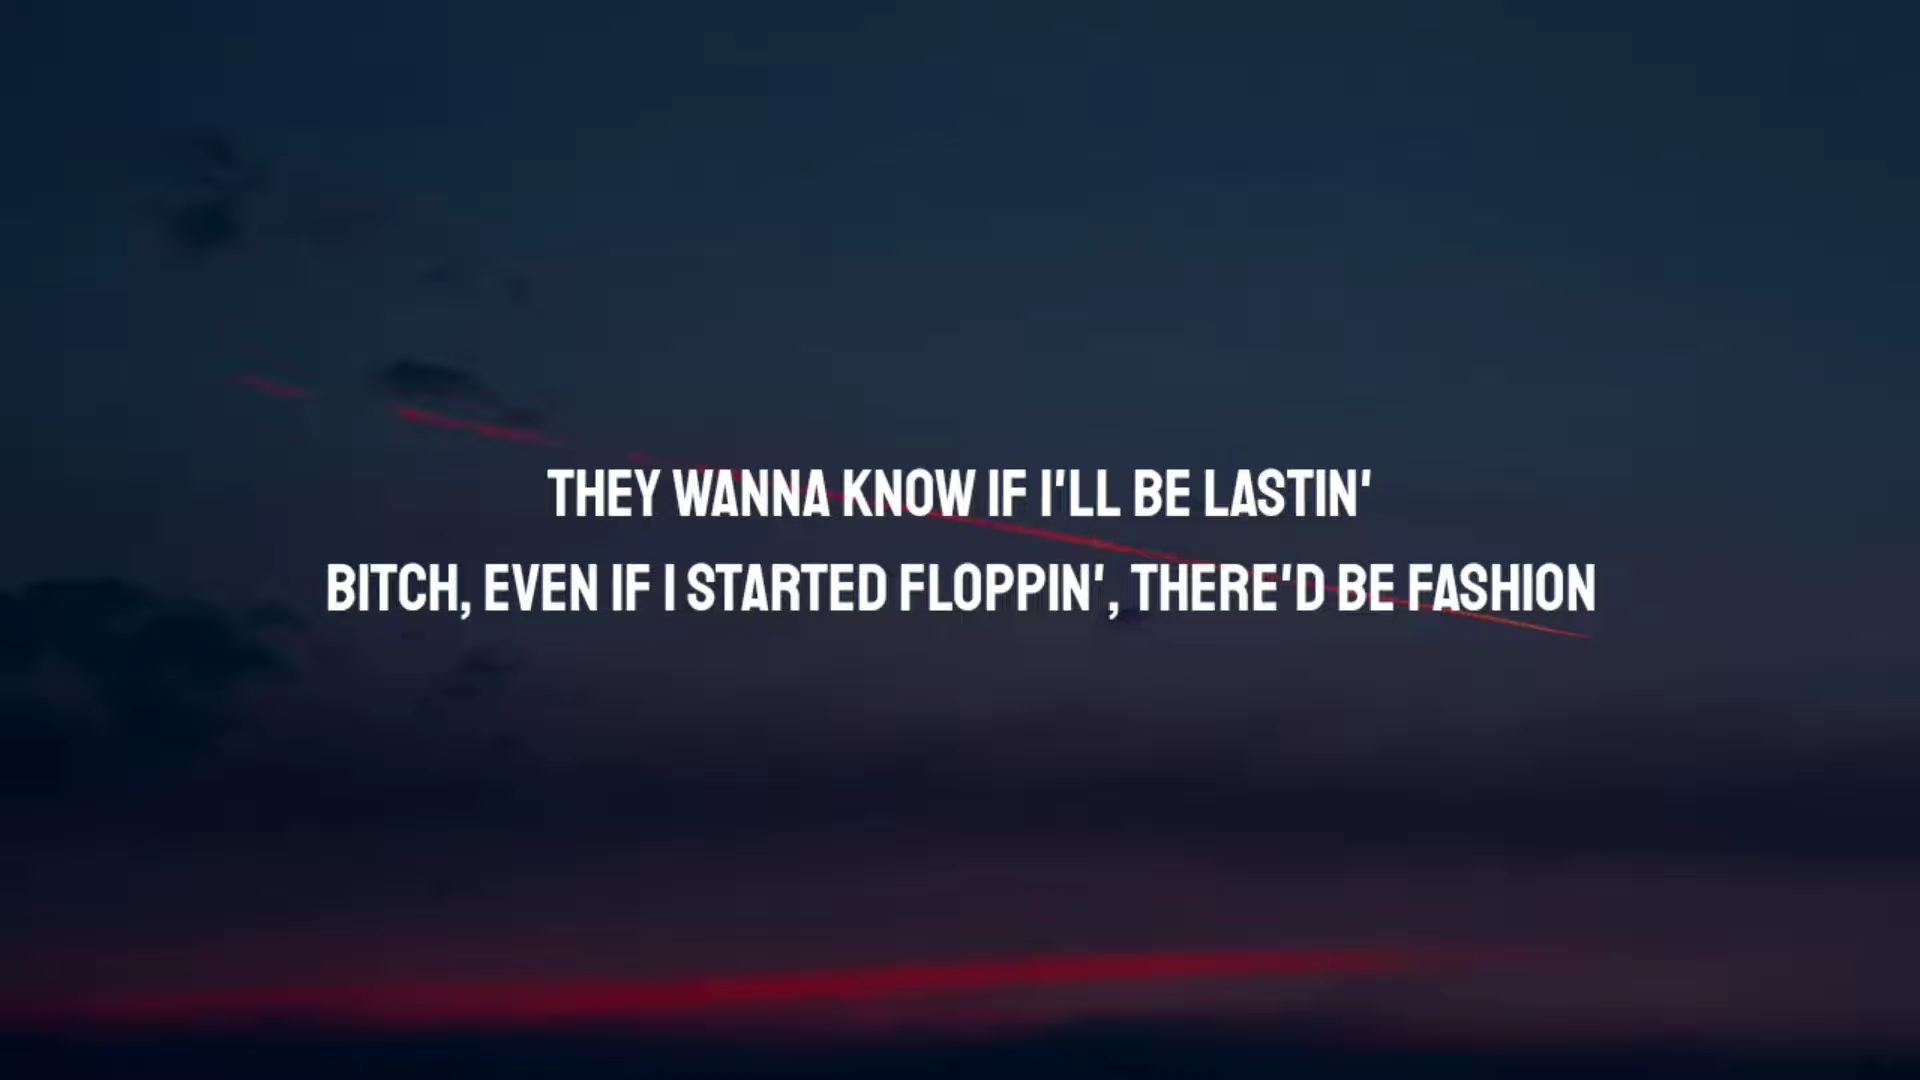 THEY WANNA KNOW IF I'LL BE LASTIN'
BITCH, EVEN IF I STARTED FLOPPIN', THERE'D BE FASHION